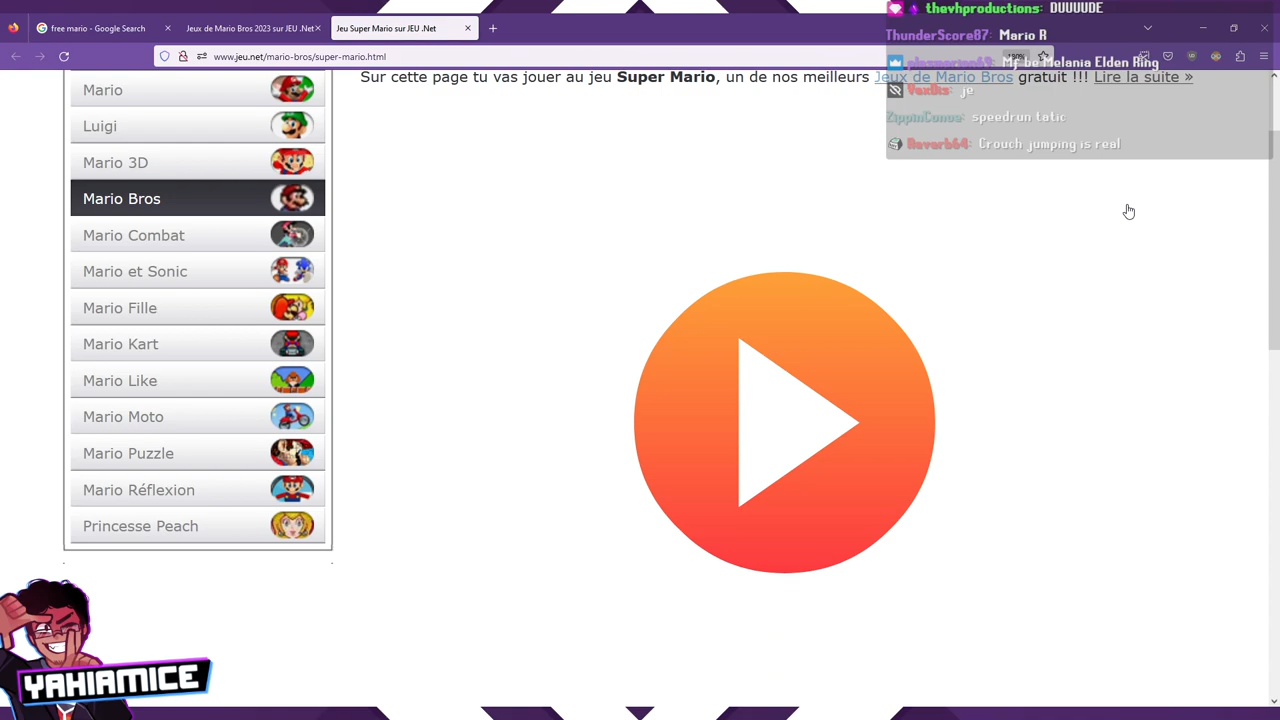 free mario - Google
Jeux de Mario Bros 2023 sur JEU .Net
Jeu Super Mario sur JEU .Net
www.jeu.net/mario-bros/super-mario.html
thevhproductions: DUUUUDE
ThunderScore87: Mario R
Mf be Melania Elden Ring
VaxDis: je
ZippinCanoe: speedrun tatic
Reverb64: Crouch jumping is real
Sur cette page tu vas jouer au jeu Super Mario, un de nos meilleurs Jeux de Mario Bros gratuit !!! Lire la suite »
Mario
Luigi
Mario 3D
Mario Bros
Mario Combat
Mario et Sonic
Mario Fille
Mario Kart
Mario Like
Mario Moto
Mario Puzzle
Mario Réflexion
Princesse Peach
YAHIAMICE